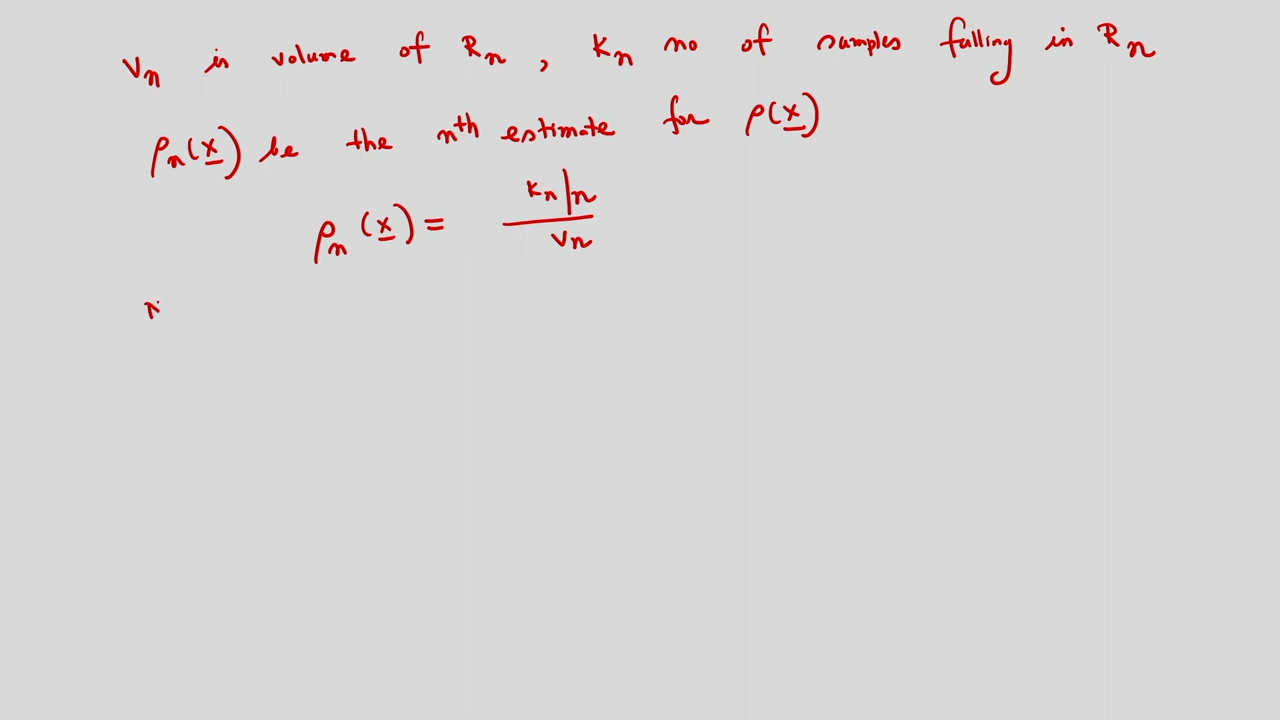 Vn is volume of Rn, Kn no of samples falling in Rn
pn(x) be the nth estimate for p(x)
pn(x) = (kn/n) / Vn